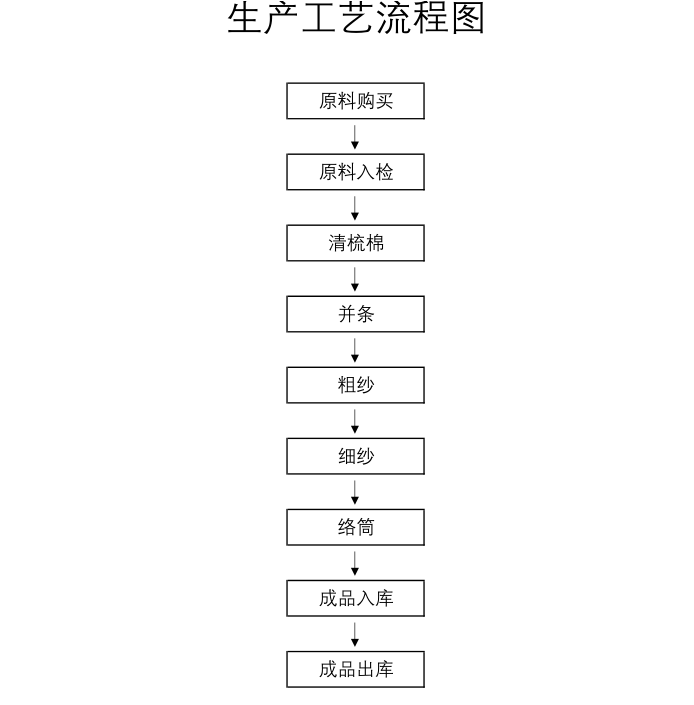 生产工艺流程图
原料购买
原料入检
清梳棉
并条
粗纱
细纱
络筒
成品入库
成品出库